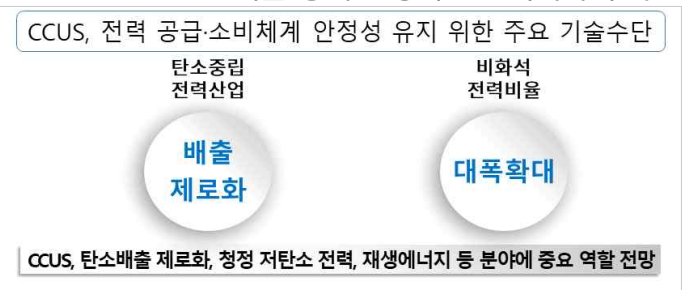 CCUS, 전력 공급·소비체계 안정성 유지 위한 주요 기술수단
탄소중립
전력산업
비화석
전력비율
배출
제로화
대폭확대
CCUS, 탄소배출 제로화, 청정 저탄소 전력, 재생에너지 등 분야에 중요 역할 전망